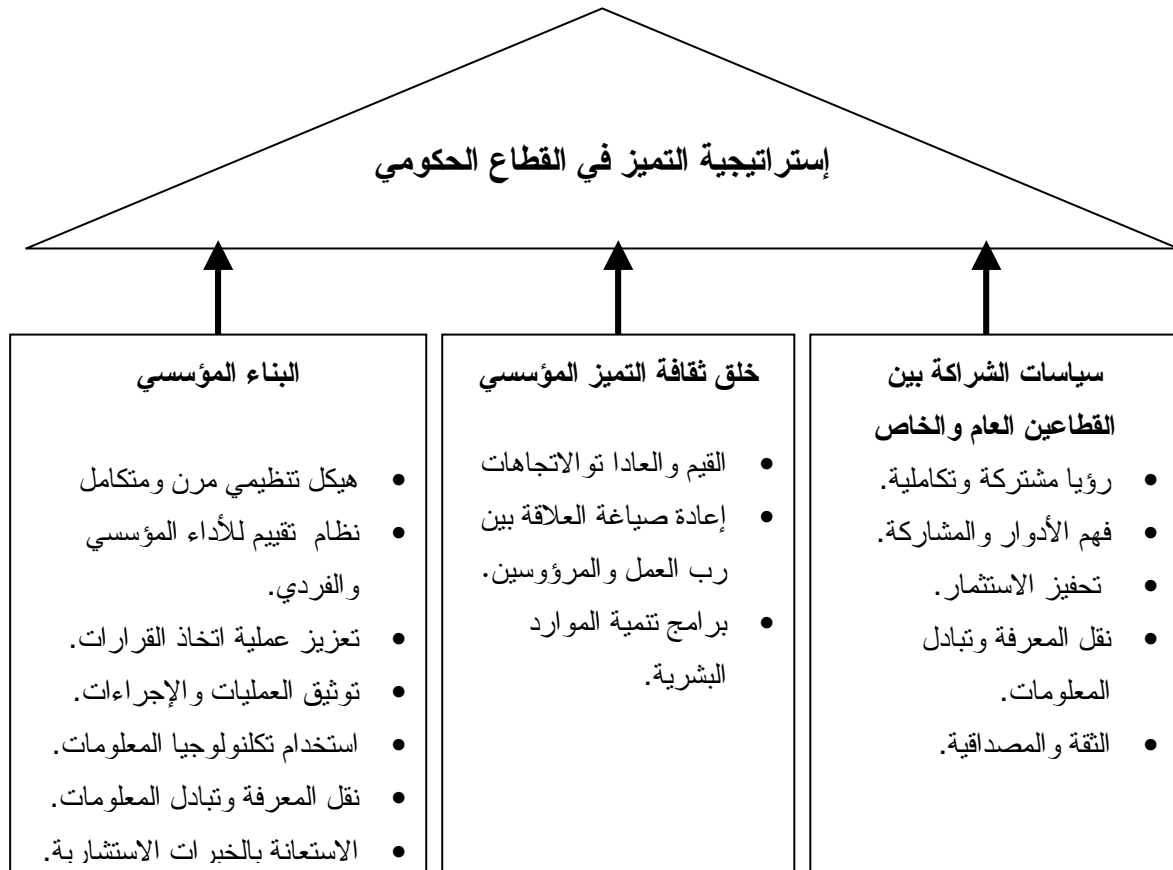 إستراتيجية التميز في القطاع الحكومي
سياسات الشراكة بين
القطاعين العام والخاص
• رؤيا مشتركة وتكاملية.
• فهم الأدوار والمشاركة.
• تحفيز الاستثمار.
• نقل المعرفة وتبادل
المعلومات.
• الثقة والمصداقية.
خلق ثقافة التميز المؤسسي
• القيم والعادا توالاتجاهات
• إعادة صياغة العلاقة بين
رب العمل والمرؤوسين.
• برامج تنمية الموارد
البشرية.
البناء المؤسسي
• هيكل تنظيمي مرن ومتكامل
• نظام تقييم للأداء المؤسسي
والفردي.
• تعزيز عملية اتخاذ القرارات.
• توثيق العمليات والإجراءات.
• استخدام تكلنولوجيا المعلومات.
• نقل المعرفة وتبادل المعلومات.
• الاستعانة بالخبرات الاستشارية.